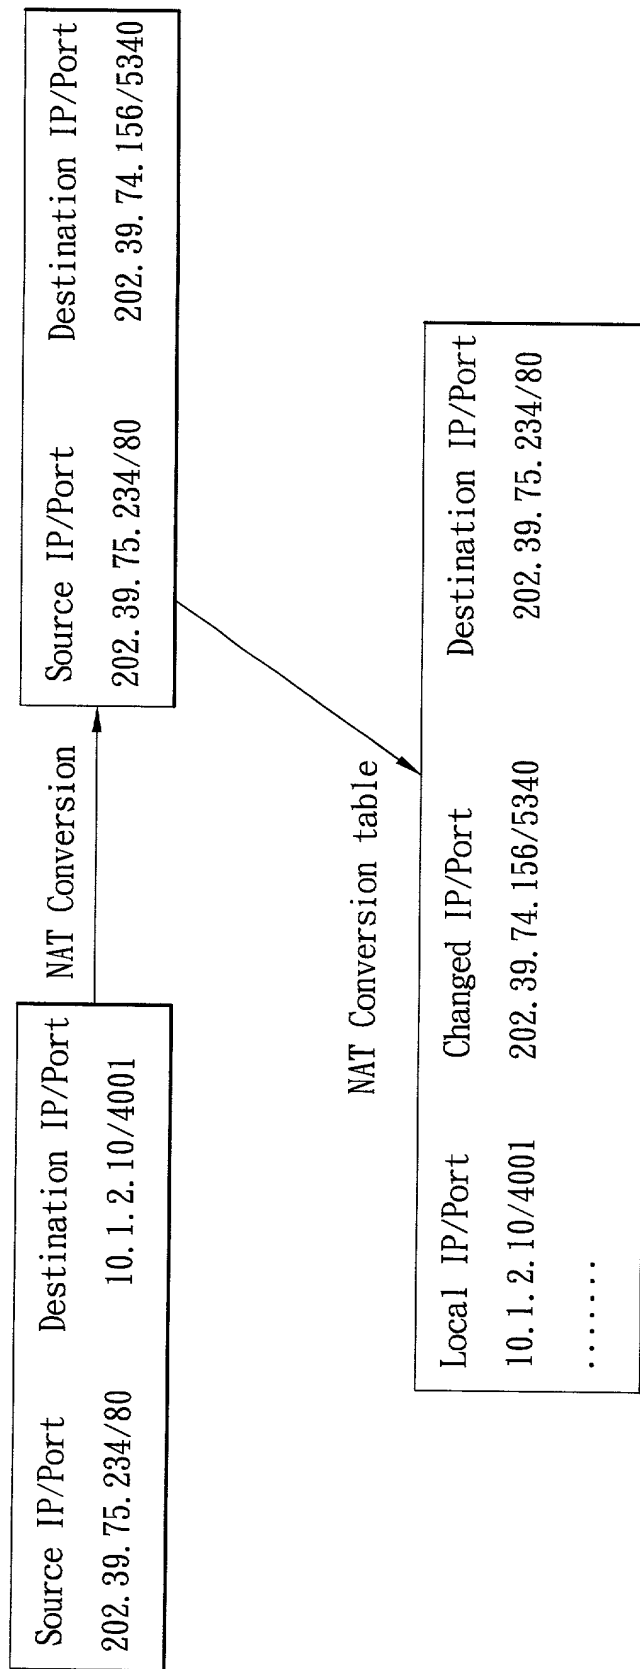 Source IP/Port Destination IP/Port
202.39.75.234/80 10.1.2.10/4001
NAT Conversion
Source IP/Port Destination IP/Port
202.39.75.234/80 202.39.74.156/5340
NAT Conversion table
Local IP/Port Changed IP/Port Destination IP/Port
10.1.2.10/4001 202.39.74.156/5340 202.39.75.234/80
.......